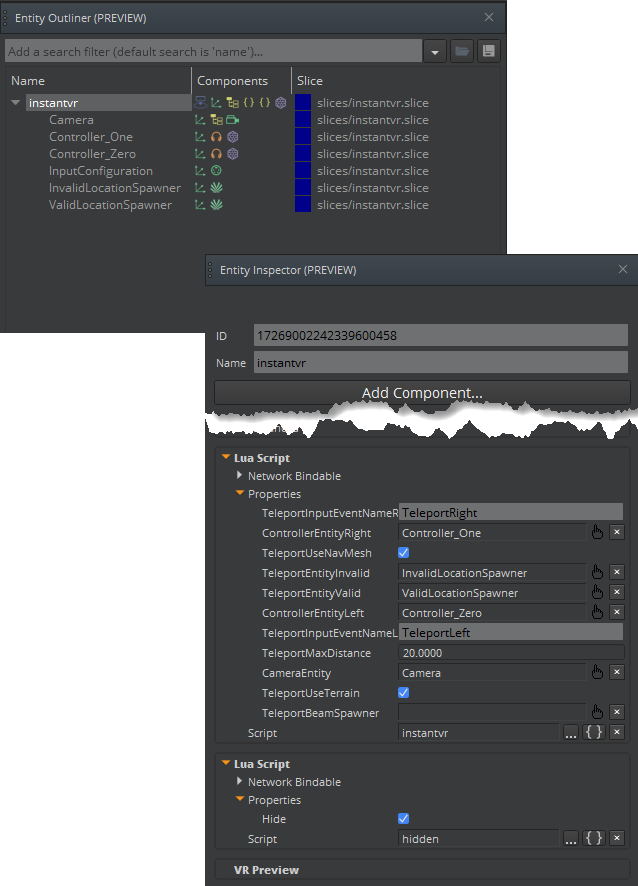 Entity Outliner (PREVIEW)
Add a search filter (default search is 'name')...
Name Components Slice
instantvr slices/instantvr.slice
Camera slices/instantvr.slice
Controller_One slices/instantvr.slice
Controller_Zero slices/instantvr.slice
InputConfiguration slices/instantvr.slice
InvalidLocationSpawner slices/instantvr.slice
ValidLocationSpawner slices/instantvr.slice
Entity Inspector (PREVIEW)
ID 17269002242339600458
Name instantvr
Add Component...
Lua Script
Network Bindable
Properties
TeleportInputEventNameR TeleportRight
ControllerEntityRight Controller_One
TeleportUseNavMesh
TeleportEntityInvalid InvalidLocationSpawner
TeleportEntityValid ValidLocationSpawner
ControllerEntityLeft Controller_Zero
TeleportInputEventNameL TeleportLeft
TeleportMaxDistance 20.0000
CameraEntity Camera
TeleportUseTerrain
TeleportBeamSpawner
Script instantvr ... {}
Lua Script
Network Bindable
Properties
Hide
Script hidden ... {}
VR Preview